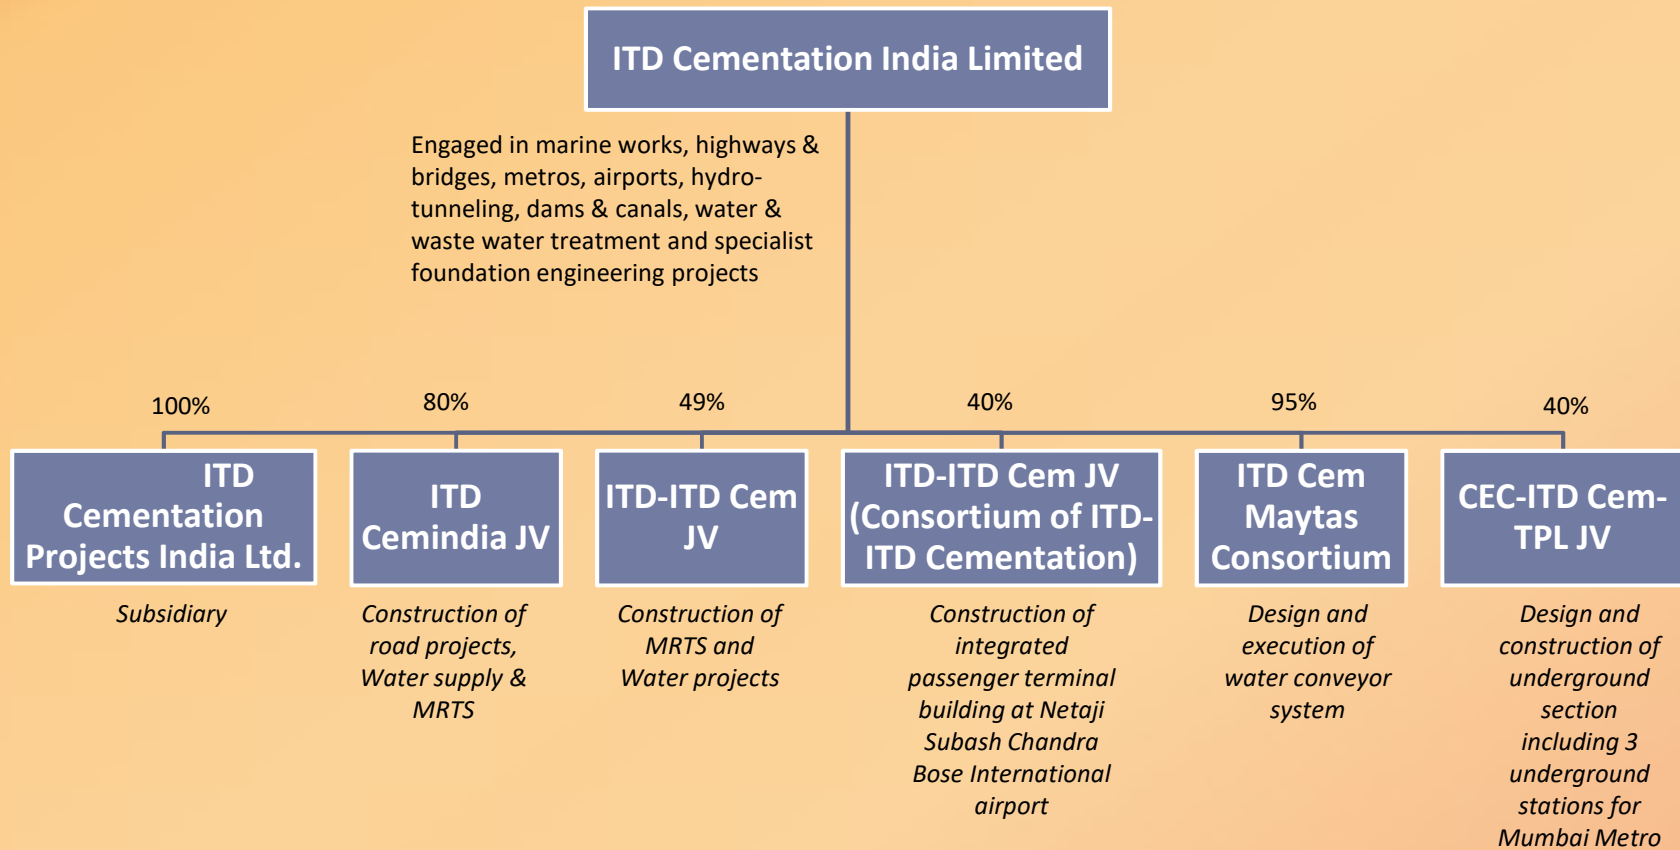 ITD Cementation India Limited
Engaged in marine works, highways &
bridges, metros, airports, hydro-
tunneling, dams & canals, water &
waste water treatment and specialist
foundation engineering projects
100%
80%
49%
40%
95%
40%
ITD
Cementation
Projects India Ltd.
Subsidiary
ITD
Cemindia JV
Construction of
road projects,
Water supply &
MRTS
ITD-ITD Cem
JV
Construction of
MRTS and
Water projects
ITD-ITD Cem JV
(Consortium of ITD-
ITD Cementation)
Construction of
integrated
passenger terminal
building at Netaji
Subash Chandra
Bose International
airport
ITD Cem
Maytas
Consortium
Design and
execution of
water conveyor
system
CEC-ITD Cem-
TPL JV
Design and
construction of
underground
section
including 3
underground
stations for
Mumbai Metro